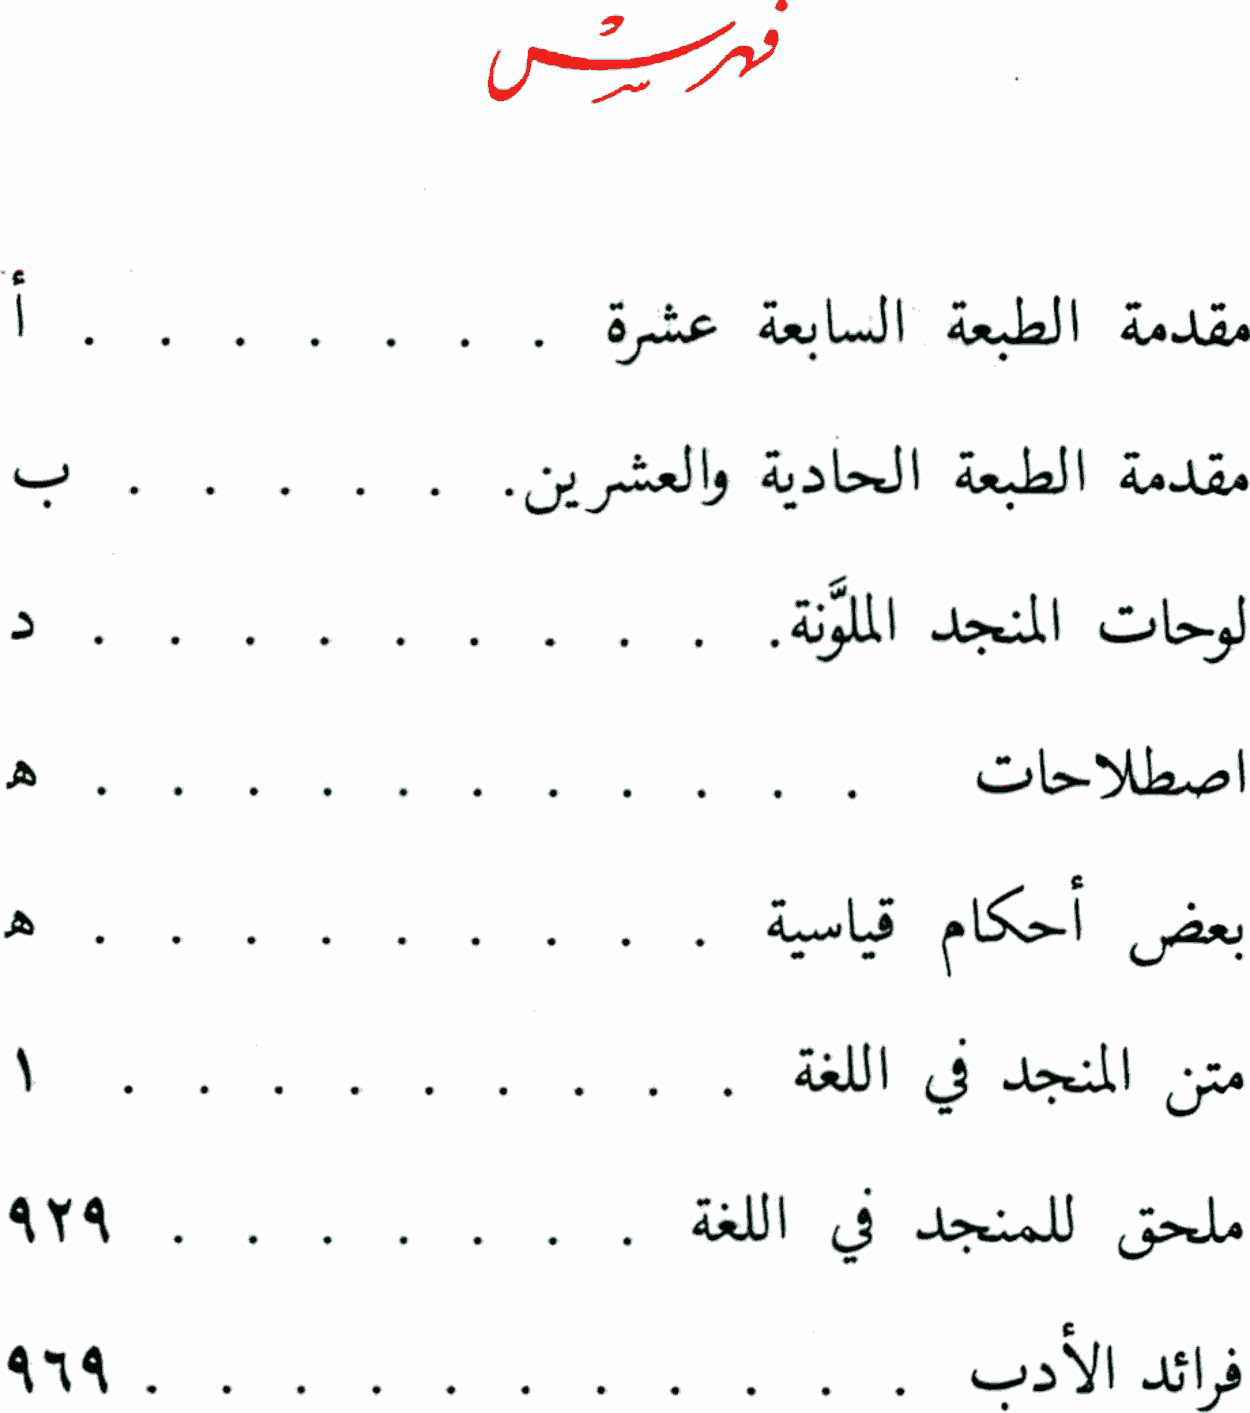 فهرس
مقدمة الطبعة السابعة عشرة . . . . . . . أ
مقدمة الطبعة الحادية والعشرين . . . . . . ب
لوحات المنجد الملوَّنة . . . . . . . . . . د
اصطلاحات . . . . . . . . . . . ه
بعض أحكام قياسية . . . . . . . . . ه
متن المنجد في اللغة . . . . . . . . . ١
ملحق للمنجد في اللغة . . . . . . . ٩٢٩
فرائد الأدب . . . . . . . . . . . ٩٦٩